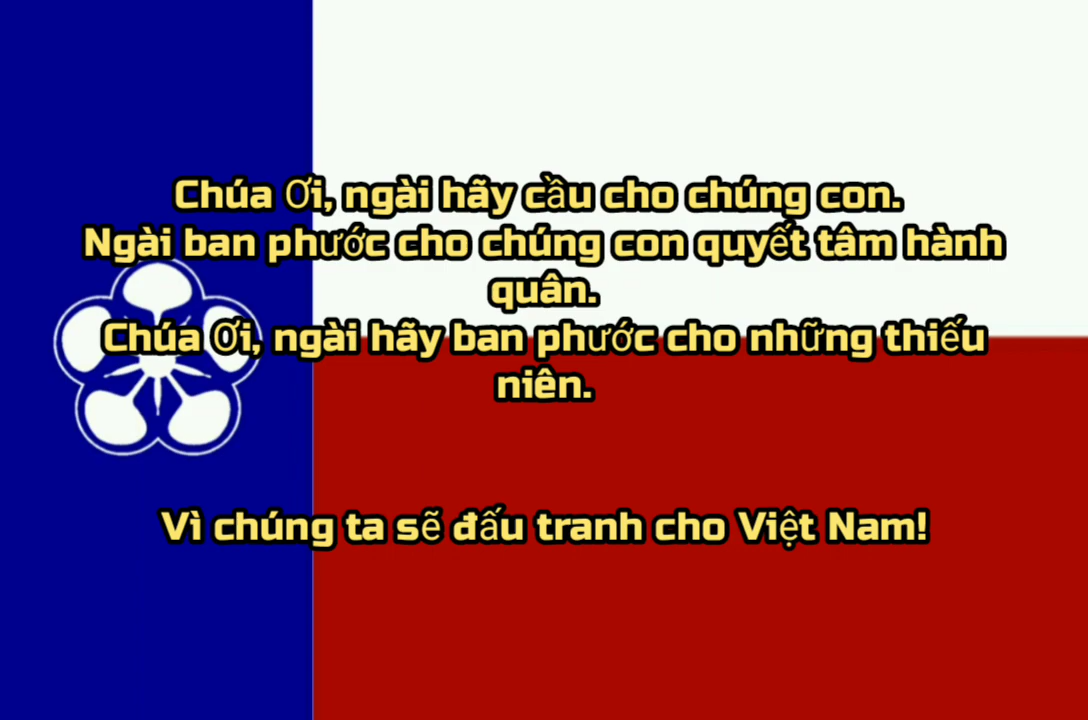 Chúa Ơi, ngài hãy cầu cho chúng con.
Ngài ban phước cho chúng con quyết tâm hành
quân.
Chúa Ơi, ngài hãy ban phước cho những thiếu
niên.
Vì chúng ta sẽ đấu tranh cho Việt Nam!